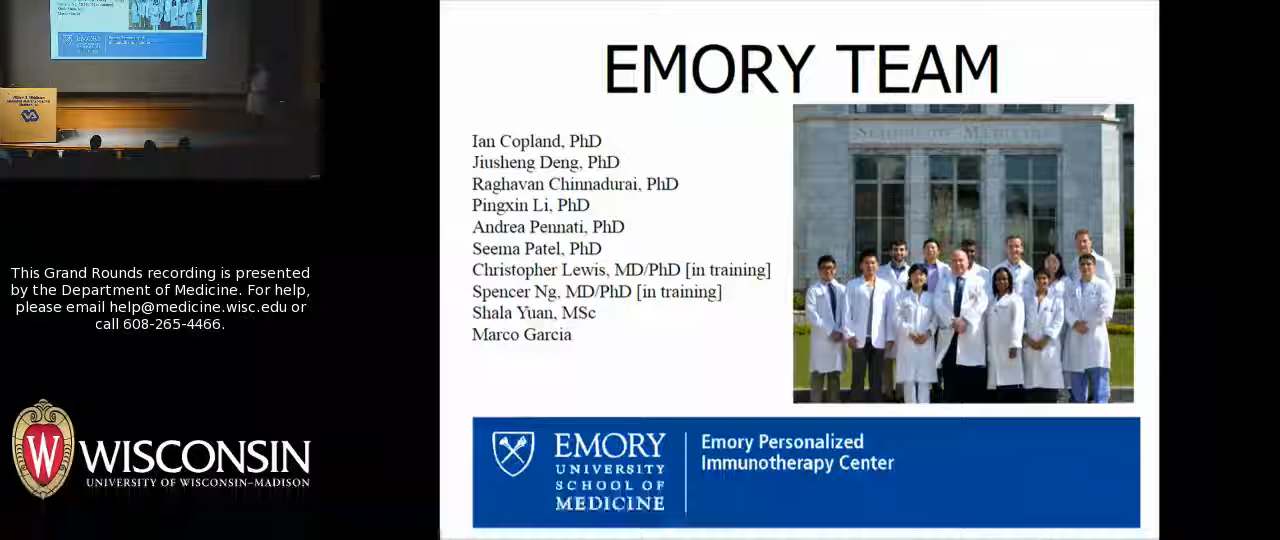 EMORY TEAM
Ian Copland, PhD
Jiusheng Deng, PhD
Raghavan Chinnadurai, PhD
Pingxin Li, PhD
Andrea Pennati, PhD
Seema Patel, PhD
Christopher Lewis, MD/PhD [in training]
Spencer Ng, MD/PhD [in training]
Shala Yuan, MSc
Marco Garcia
SCHOOL OF MEDICINE
EMORY
UNIVERSITY
SCHOOL OF
MEDICINE
Emory Personalized
Immunotherapy Center
This Grand Rounds recording is presented
by the Department of Medicine. For help,
please email help@medicine.wisc.edu or
call 608-265-4466.
W
WISCONSIN
UNIVERSITY OF WISCONSIN–MADISON